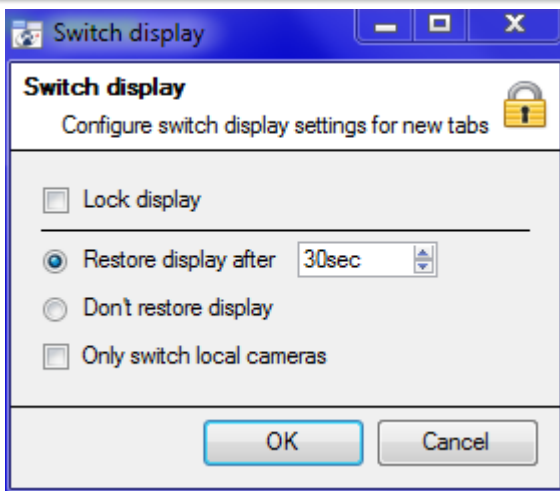 Switch display
Switch display
Configure switch display settings for new tabs
Lock display
Restore display after 30sec
Don't restore display
Only switch local cameras
OK Cancel